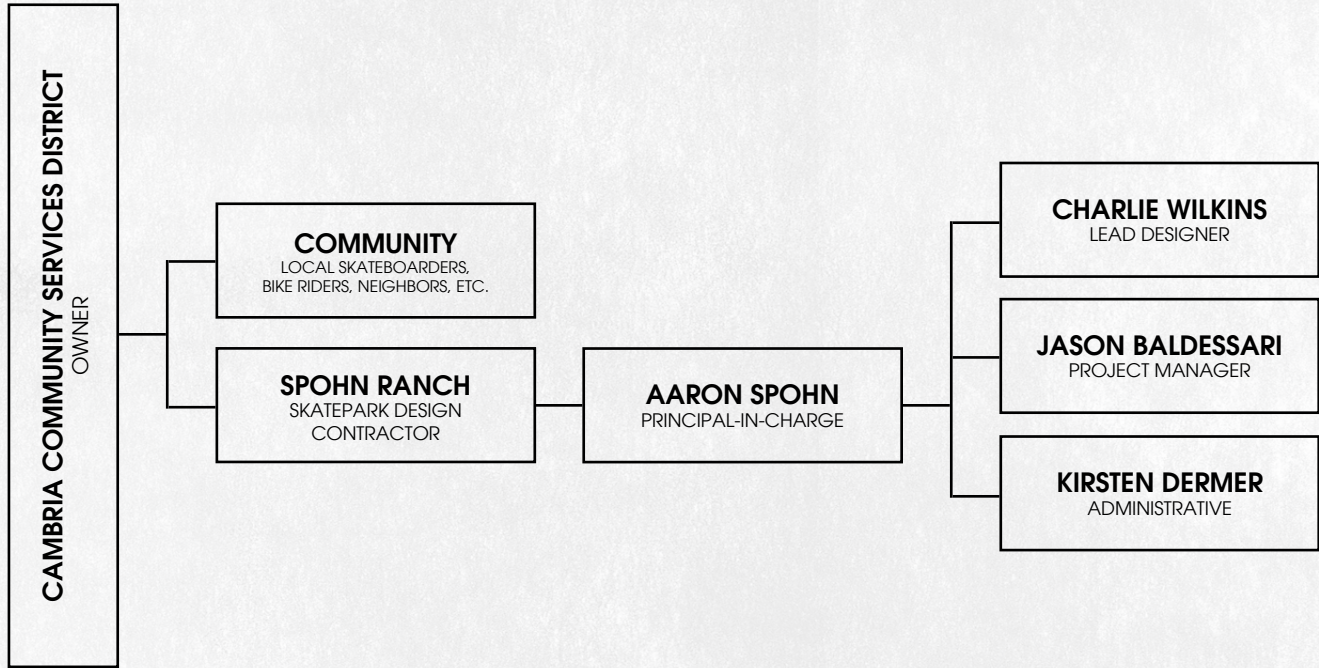 CAMBRIA COMMUNITY SERVICES DISTRICT
OWNER
COMMUNITY
LOCAL SKATEBOARDERS,
BIKE RIDERS, NEIGHBORS, ETC.
SPOHN RANCH
SKATEPARK DESIGN
CONTRACTOR
AARON SPOHN
PRINCIPAL-IN-CHARGE
CHARLIE WILKINS
LEAD DESIGNER
JASON BALDESSARI
PROJECT MANAGER
KIRSTEN DERMER
ADMINISTRATIVE